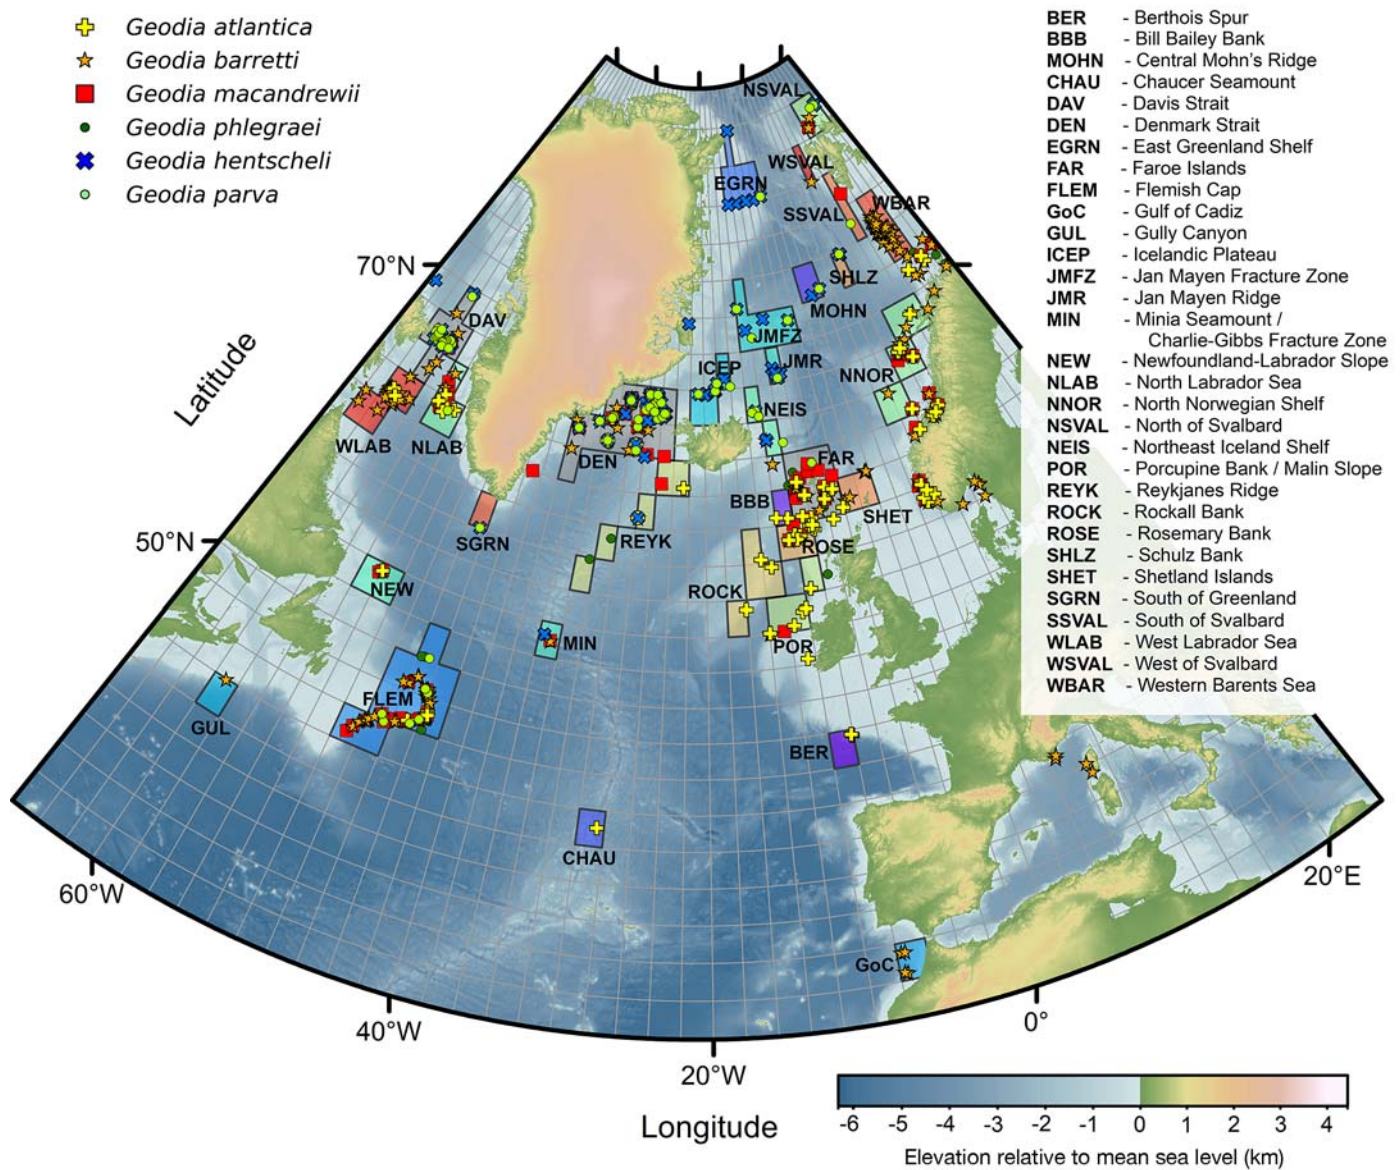 Geodia atlantica
Geodia barretti
Geodia macandrewii
Geodia phlegraei
Geodia hentscheli
Geodia parva
BER - Berthois Spur
BBB - Bill Bailey Bank
MOHN - Central Mohn's Ridge
CHAU - Chaucer Seamount
DAV - Davis Strait
DEN - Denmark Strait
EGRN - East Greenland Shelf
FAR - Faroe Islands
FLEM - Flemish Cap
GoC - Gulf of Cadiz
GUL - Gully Canyon
ICEP - Icelandic Plateau
JMFZ - Jan Mayen Fracture Zone
JMR - Jan Mayen Ridge
MIN - Minia Seamount /
Charlie-Gibbs Fracture Zone
NEW - Newfoundland-Labrador Slope
NLAB - North Labrador Sea
NNOR - North Norwegian Shelf
NSVAL - North of Svalbard
NEIS - Northeast Iceland Shelf
POR - Porcupine Bank / Malin Slope
REYK - Reykjanes Ridge
ROCK - Rockall Bank
ROSE - Rosemary Bank
SHLZ - Schulz Bank
SHET - Shetland Islands
SGRN - South of Greenland
SSVAL - South of Svalbard
WLAB - West Labrador Sea
WSVAL - West of Svalbard
WBAR - Western Barents Sea
NSVAL
WSVAL
EGRN
SSVAL
WBAR
70°N
SHLZ
MOHN
DAV
JMFZ
JMR
ICEP
NNOR
NEIS
Latitude
WLAB
NLAB
DEN
FAR
BBB
SHET
50°N
SGRN
REYK
ROSE
NEW
ROCK
MIN
POR
FLEM
GUL
BER
CHAU
60°W
20°E
GoC
40°W
0°
20°W
Longitude
-6 -5 -4 -3 -2 -1 0 1 2 3 4
Elevation relative to mean sea level (km)